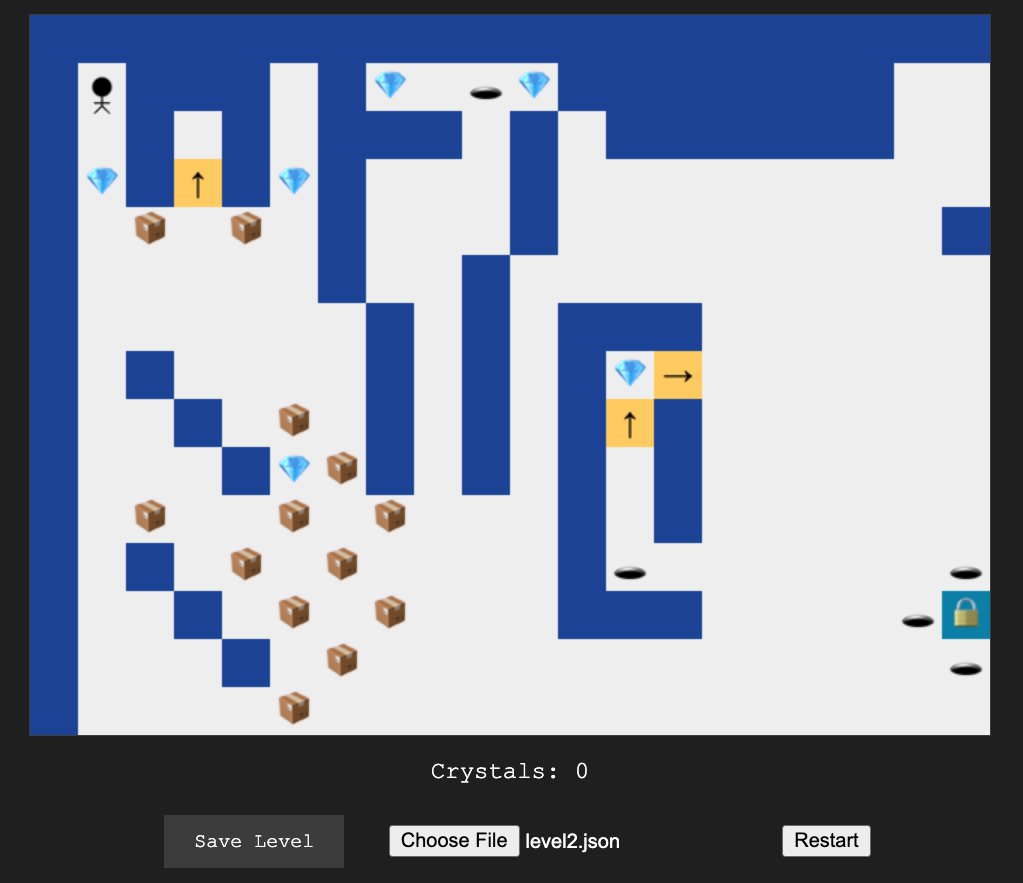 ↑
→
↑
Crystals: 0
Save Level
Choose File level2.json
Restart